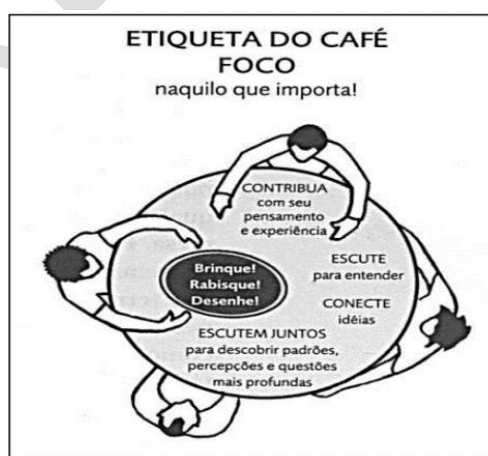 ETIQUETA DO CAFÉ
FOCO
naquilo que importa!
CONTRIBUA
com seu
pensamento
e experiência
ESCUTE
para entender
CONECTE
idéias
Brinque!
Rabisque!
Desenhe!
ESCUTEM JUNTOS
para descobrir padrões,
percepções e questões
mais profundas